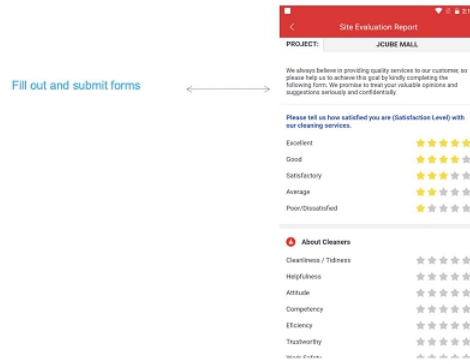 Site Evaluation Report
PROJECT: JCUBE MALL
We always believe in providing quality services to our customer, so
please help us to achieve this goal by kindly completing the
following form. We promise to treat your valuable opinions and
suggestions seriously and confidentially
Fill out and submit forms
Please tell us how satisfied you are (Satisfaction Level) with
our cleaning services.
Excellent
Good
Satisfactory
Average
Poor/Dissatisfied
About Cleaners
Cleanliness / Tidiness
Helpfulness
Attitude
Competency
Eficiency
Trustworthy